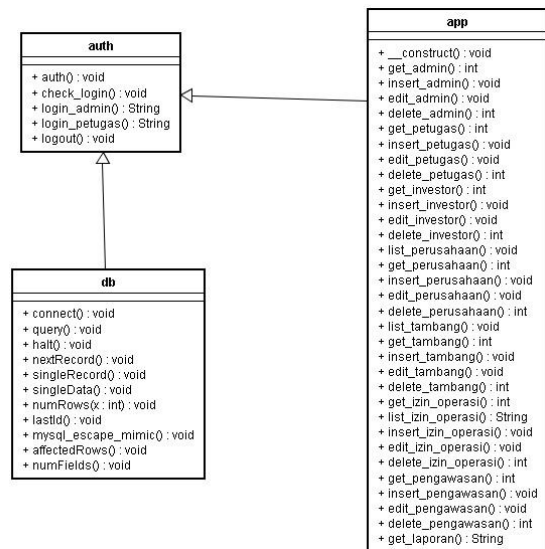 auth
+ auth() : void
+ check_login() : void
+ login_admin() : String
+ login_petugas() : String
+ logout() : void
db
+ connect() : void
+ query() : void
+ halt() : void
+ nextRecord() : void
+ singleRecord() : void
+ singleData() : void
+ numRows(x : int) : void
+ lastId() : void
+ mysql_escape_mimic() : void
+ affectedRows() : void
+ numFields() : void
app
+ __construct() : void
+ get_admin() : int
+ insert_admin() : void
+ edit_admin() : void
+ delete_admin() : int
+ get_petugas() : int
+ insert_petugas() : void
+ edit_petugas() : void
+ delete_petugas() : int
+ get_investor() : int
+ insert_investor() : void
+ edit_investor() : void
+ delete_investor() : int
+ list_perusahaan() : void
+ get_perusahaan() : int
+ insert_perusahaan() : void
+ edit_perusahaan() : void
+ delete_perusahaan() : int
+ list_tambang() : void
+ get_tambang() : int
+ insert_tambang() : void
+ edit_tambang() : void
+ delete_tambang() : int
+ get_izin_operasi() : int
+ list_izin_operasi() : String
+ insert_izin_operasi() : void
+ edit_izin_operasi() : void
+ delete_izin_operasi() : int
+ get_pengawasan() : int
+ insert_pengawasan() : void
+ edit_pengawasan() : void
+ delete_pengawasan() : int
+ get_laporan() : String